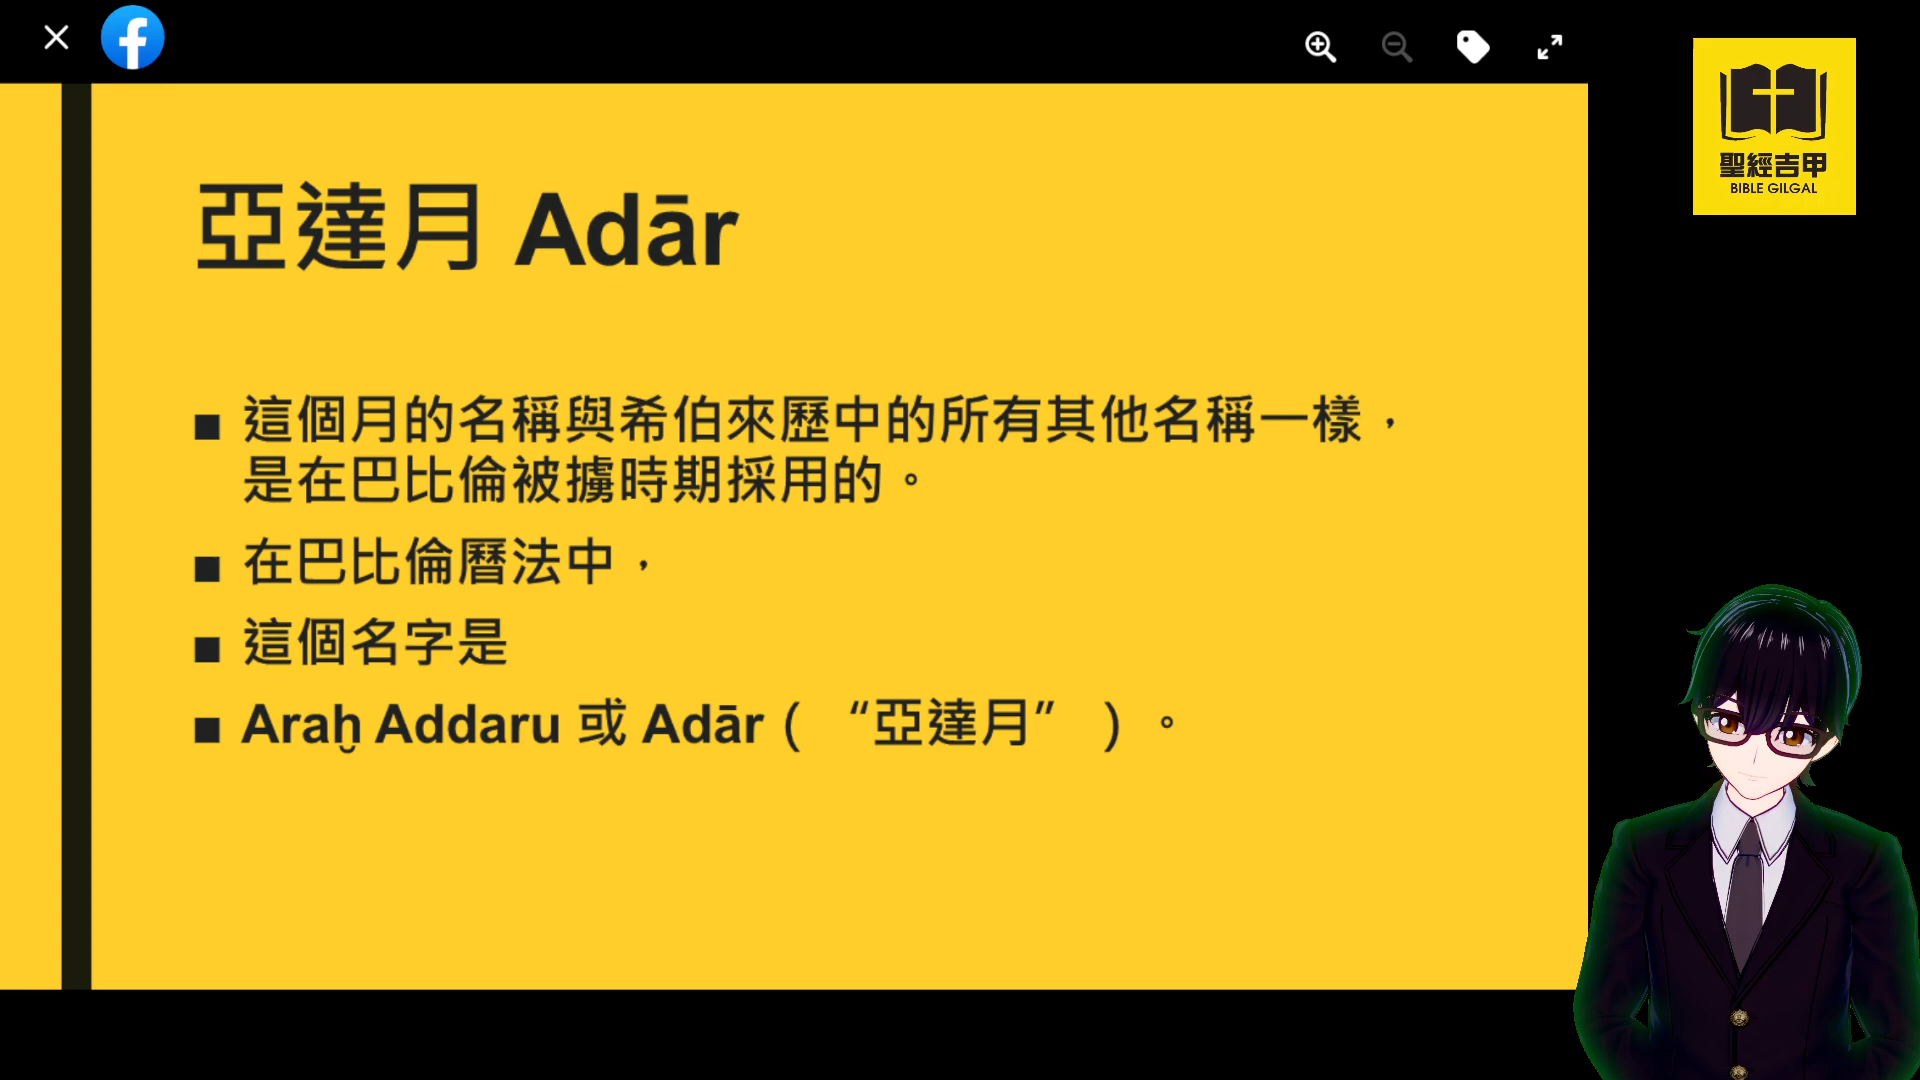 亞達月 Adār
聖經吉甲
BIBLE GILGAL
■ 這個月的名稱與希伯來歷中的所有其他名稱一樣，
是在巴比倫被擄時期採用的。
■ 在巴比倫曆法中，
■ 這個名字是
■ Araḫ Addaru 或 Adār（ “亞達月” ）。